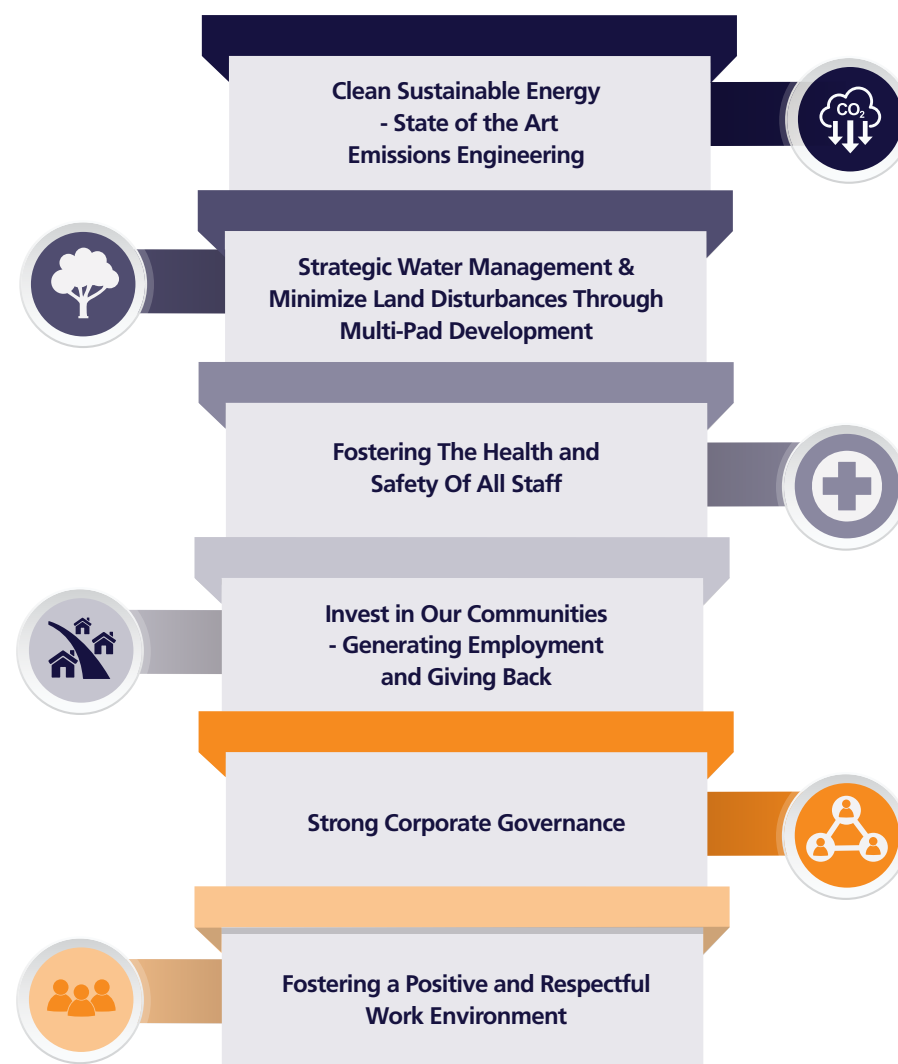 Clean Sustainable Energy
- State of the Art
Emissions Engineering
CO₂
Strategic Water Management &
Minimize Land Disturbances Through
Multi-Pad Development
Fostering The Health and
Safety Of All Staff
Invest in Our Communities
- Generating Employment
and Giving Back
Strong Corporate Governance
Fostering a Positive and Respectful
Work Environment